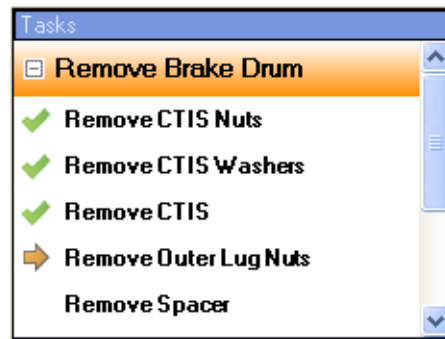 Tasks
Remove Brake Drum
Remove CTIS Nuts
Remove CTIS Washers
Remove CTIS
Remove Outer Lug Nuts
Remove Spacer